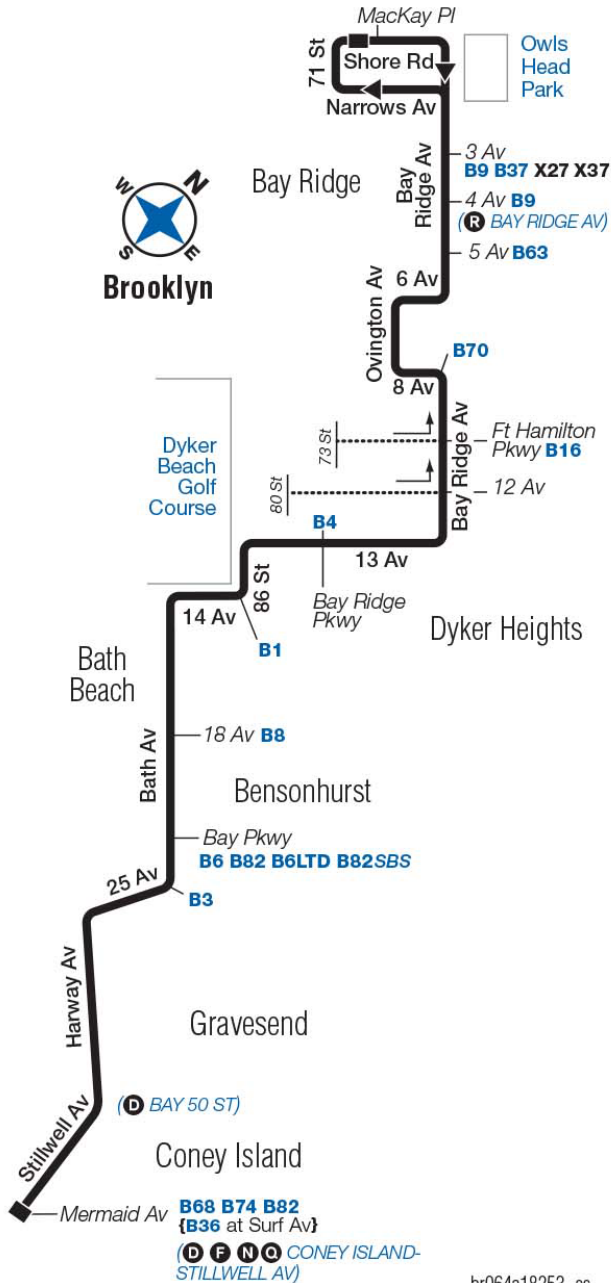 MacKay Pl
71 St
Shore Rd
Narrows Av
Owls
Head
Park
Bay
Ridge Av
3 Av
B9 B37 X27 X37
4 Av B9
(R BAY RIDGE AV)
5 Av B63
Bay Ridge
W N
S E
Brooklyn
6 Av
Ovington Av
B70
8 Av
Bay Ridge Av
73 St
Ft Hamilton
Pkwy B16
80 St
12 Av
Dyker
Beach
Golf
Course
B4
13 Av
86 St
Bay Ridge
Pkwy
14 Av
B1
Dyker Heights
Bath
Beach
Bath Av
18 Av B8
Bensonhurst
Bay Pkwy
B6 B82 B6LTD B82SBS
25 Av
B3
Harway Av
Gravesend
(D BAY 50 ST)
Stillwell Av
Coney Island
Mermaid Av
B68 B74 B82
{B36 at Surf Av}
(D F N Q CONEY ISLAND-
STILLWELL AV)